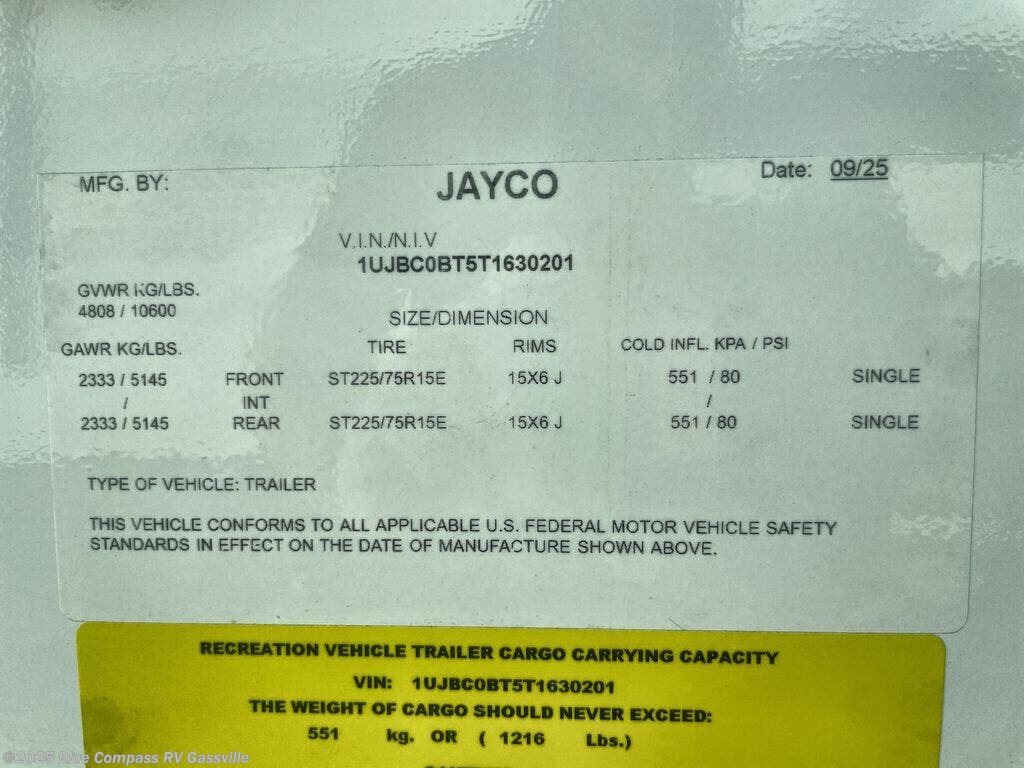 MFG. BY: JAYCO Date: 09/25
V.I.N./N.I.V
1UJBC0BT5T1630201
GVWR KG/LBS.
4808 / 10600
SIZE/DIMENSION
GAWR KG/LBS. TIRE RIMS COLD INFL. KPA / PSI
2333 / 5145 FRONT ST225/75R15E 15X6 J 551 / 80 SINGLE
/ INT /
2333 / 5145 REAR ST225/75R15E 15X6 J 551 / 80 SINGLE
TYPE OF VEHICLE: TRAILER
THIS VEHICLE CONFORMS TO ALL APPLICABLE U.S. FEDERAL MOTOR VEHICLE SAFETY
STANDARDS IN EFFECT ON THE DATE OF MANUFACTURE SHOWN ABOVE.
RECREATION VEHICLE TRAILER CARGO CARRYING CAPACITY
VIN: 1UJBC0BT5T1630201
THE WEIGHT OF CARGO SHOULD NEVER EXCEED:
551 kg. OR ( 1216 Lbs.)
©2025 Blue Compass RV Gassville